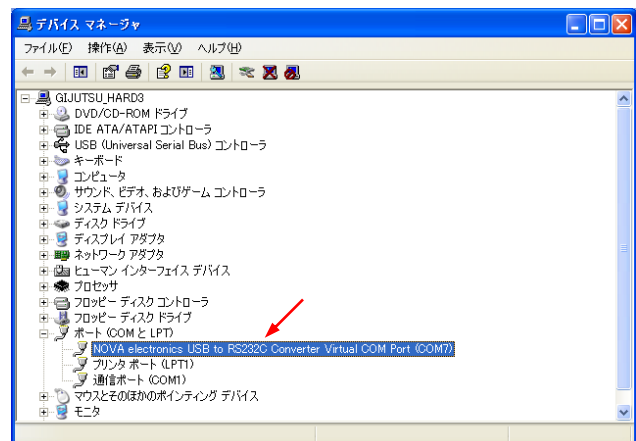 デバイス マネージャ
ファイル(F) 操作(A) 表示(V) ヘルプ(H)
GIJUTSU_HARD3
DVD/CD-ROM ドライブ
IDE ATA/ATAPI コントローラ
USB (Universal Serial Bus) コントローラ
キーボード
コンピュータ
サウンド、ビデオ、およびゲーム コントローラ
システム デバイス
ディスク ドライブ
ディスプレイ アダプタ
ネットワーク アダプタ
ヒューマン インターフェイス デバイス
プロセッサ
フロッピー ディスク コントローラ
フロッピー ディスク ドライブ
ポート (COM と LPT)
NOVA electronics USB to RS232C Converter Virtual COM Port (COM7)
プリンタ ポート (LPT1)
通信ポート (COM1)
マウスとそのほかのポインティング デバイス
モニタ